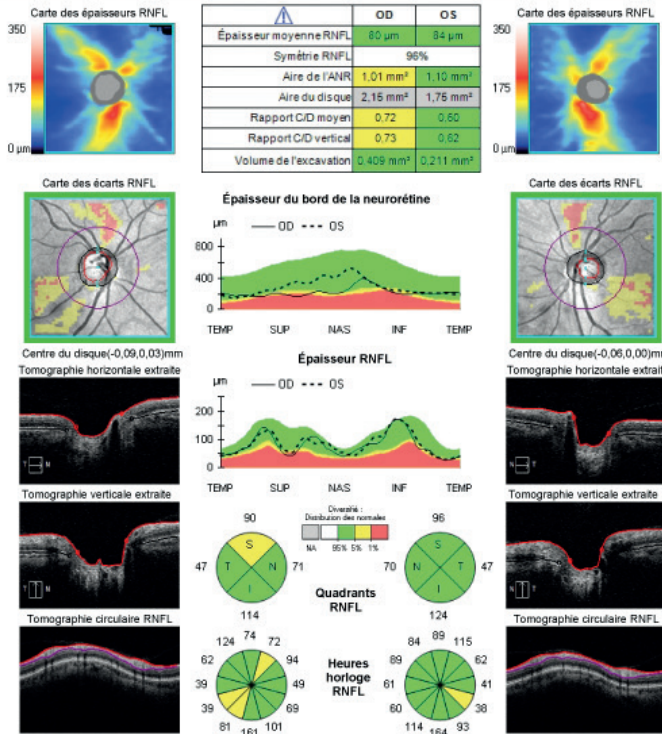 Carte des épaisseurs RNFL
350
175
0 µm
OD OS
Épaisseur moyenne RNFL 80 µm 84 µm
Symétrie RNFL 96%
Aire de l'ANR 1,01 mm² 1,10 mm²
Aire du disque 2,15 mm² 1,75 mm²
Rapport C/D moyen 0,72 0,60
Rapport C/D vertical 0,73 0,62
Volume de l'excavation 0,409 mm³ 0,211 mm³
Carte des épaisseurs RNFL
350
175
0 µm
Carte des écarts RNFL
Centre du disque(-0,09,0,03)mm
Épaisseur du bord de la neurorétine
µm
OD OS
800
400
0
TEMP SUP NAS INF TEMP
Carte des écarts RNFL
Centre du disque(-0,06,0,00)mm
Tomographie horizontale extraite
T N
Épaisseur RNFL
µm
OD OS
200
100
0
TEMP SUP NAS INF TEMP
Tomographie horizontale extraite
N T
Tomographie verticale extraite
I
Diversifié :
Distribution des normales
NA 95% 5% 1%
90
47 S T N I 71
114
Quadrants
RNFL
96
70 S N T I 47
124
Tomographie verticale extraite
I
Tomographie circulaire RNFL
124 74 72
62 94
39 49
39 69
81 161 101
Heures
horloge
RNFL
84 89 115
89 62
61 41
60 38
114 164 93
Tomographie circulaire RNFL